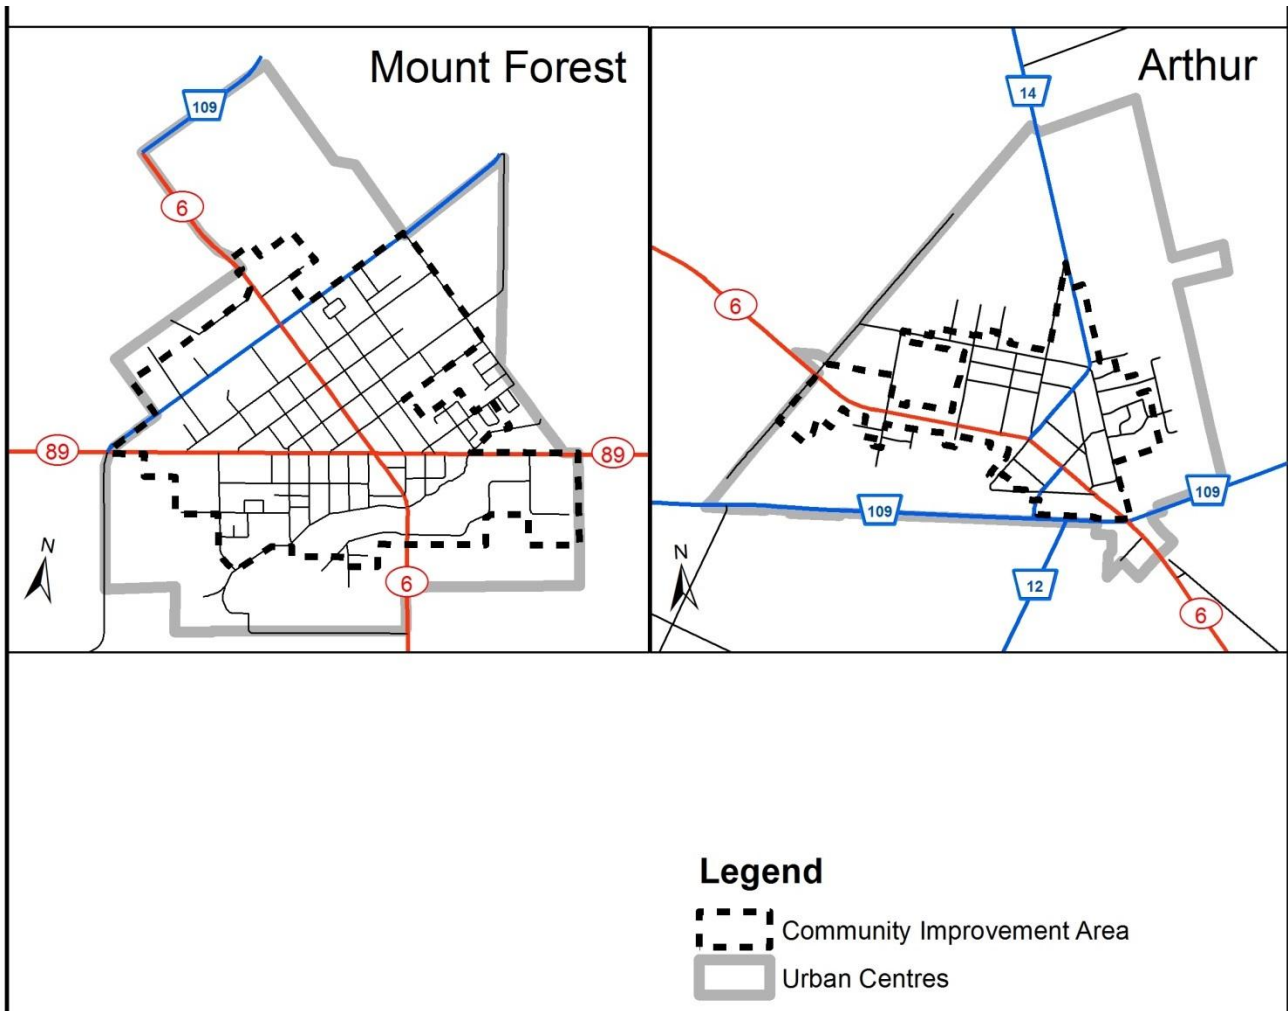 Mount Forest
109
6
89
89
6
N
Arthur
14
6
109
109
12
6
N
Legend
Community Improvement Area
Urban Centres